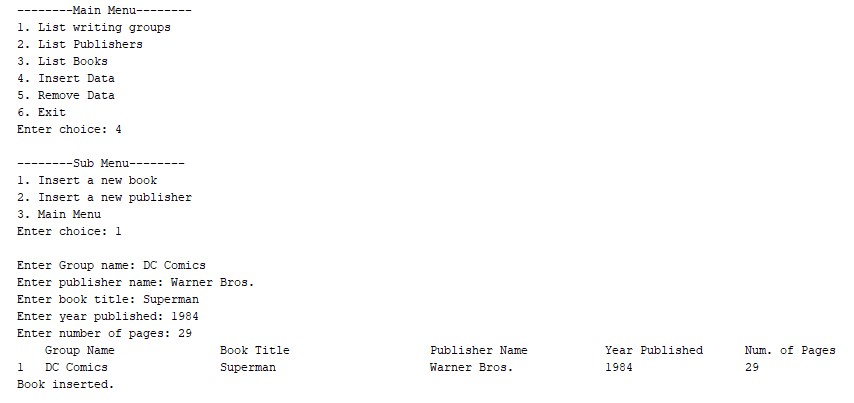 --------Main Menu--------
1. List writing groups
2. List Publishers
3. List Books
4. Insert Data
5. Remove Data
6. Exit
Enter choice: 4
--------Sub Menu--------
1. Insert a new book
2. Insert a new publisher
3. Main Menu
Enter choice: 1
Enter Group name: DC Comics
Enter publisher name: Warner Bros.
Enter book title: Superman
Enter year published: 1984
Enter number of pages: 29
Group Name Book Title Publisher Name Year Published Num. of Pages
1 DC Comics Superman Warner Bros. 1984 29
Book inserted.